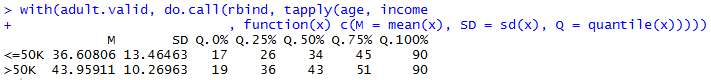 > with(adult.valid, do.call(rbind, tapply(age, income
+ , function(x) c(M = mean(x), SD = sd(x), Q = quantile(x)))))
M SD Q.0% Q.25% Q.50% Q.75% Q.100%
<=50K 36.60806 13.46463 17 26 34 45 90
>50K 43.95911 10.26963 19 36 43 51 90